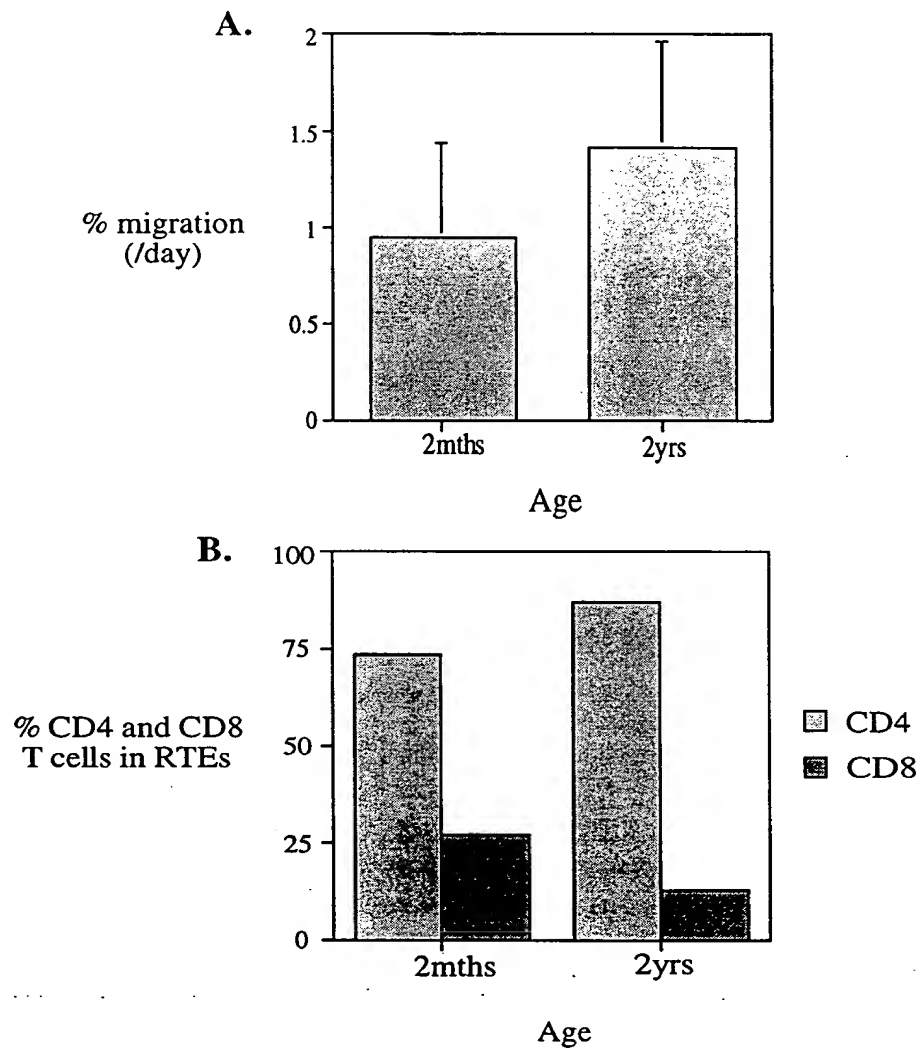 A.
2
1.5
1
0.5
0
% migration
(/day)
2mths 2yrs
Age
B.
100
75
50
25
0
% CD4 and CD8
T cells in RTEs
CD4
CD8
2mths 2yrs
Age